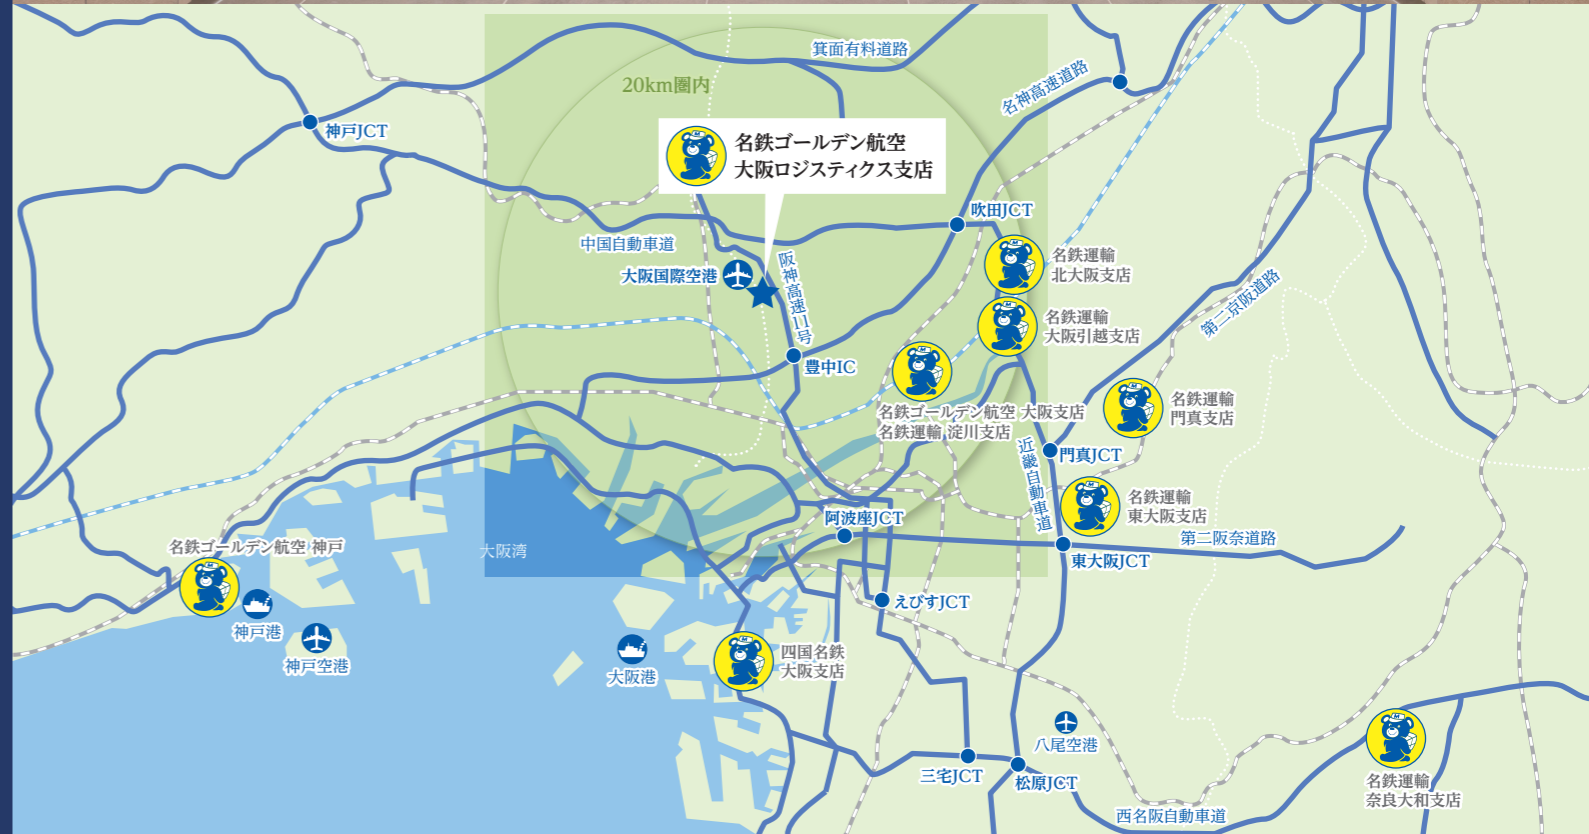 箕面有料道路
20km圏内
名神高速道路
神戸JCT
名鉄ゴールデン航空
大阪ロジスティクス支店
吹田JCT
中国自動車道
大阪国際空港
阪神高速11号
名鉄運輸
北大阪支店
名鉄運輸
大阪引越支店
第二京阪道路
豊中IC
名鉄ゴールデン航空 大阪支店
名鉄運輸 淀川支店
名鉄運輸
門真支店
近畿自動車道
門真JCT
名鉄運輸
東大阪支店
阿波座JCT
第二阪奈道路
大阪湾
名鉄ゴールデン航空 神戸
東大阪JCT
えびすJCT
神戸港
神戸空港
大阪港
四国名鉄
大阪支店
八尾空港
三宅JCT
松原JCT
西名阪自動車道
名鉄運輸
奈良大和支店